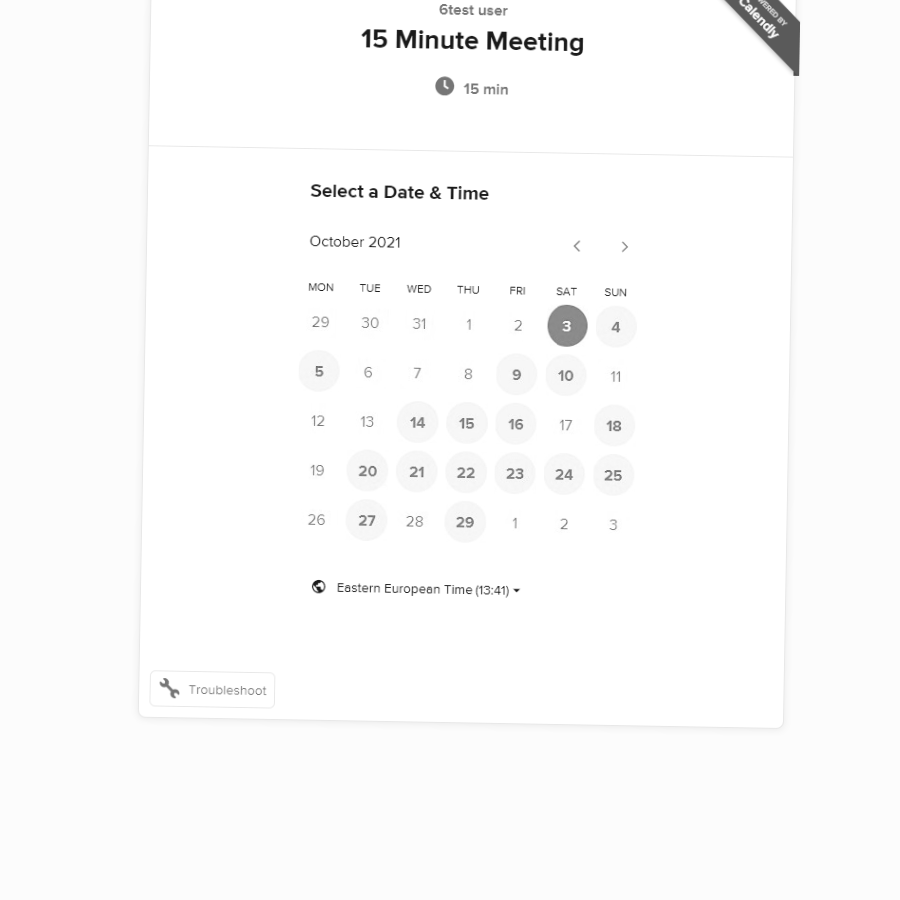 6test user
15 Minute Meeting
15 min
POWERED BY
Calendly
Select a Date & Time
October 2021
MON TUE WED THU FRI SAT SUN
29 30 31 1 2 3 4
5 6 7 8 9 10 11
12 13 14 15 16 17 18
19 20 21 22 23 24 25
26 27 28 29 1 2 3
Eastern European Time (13:41)
Troubleshoot